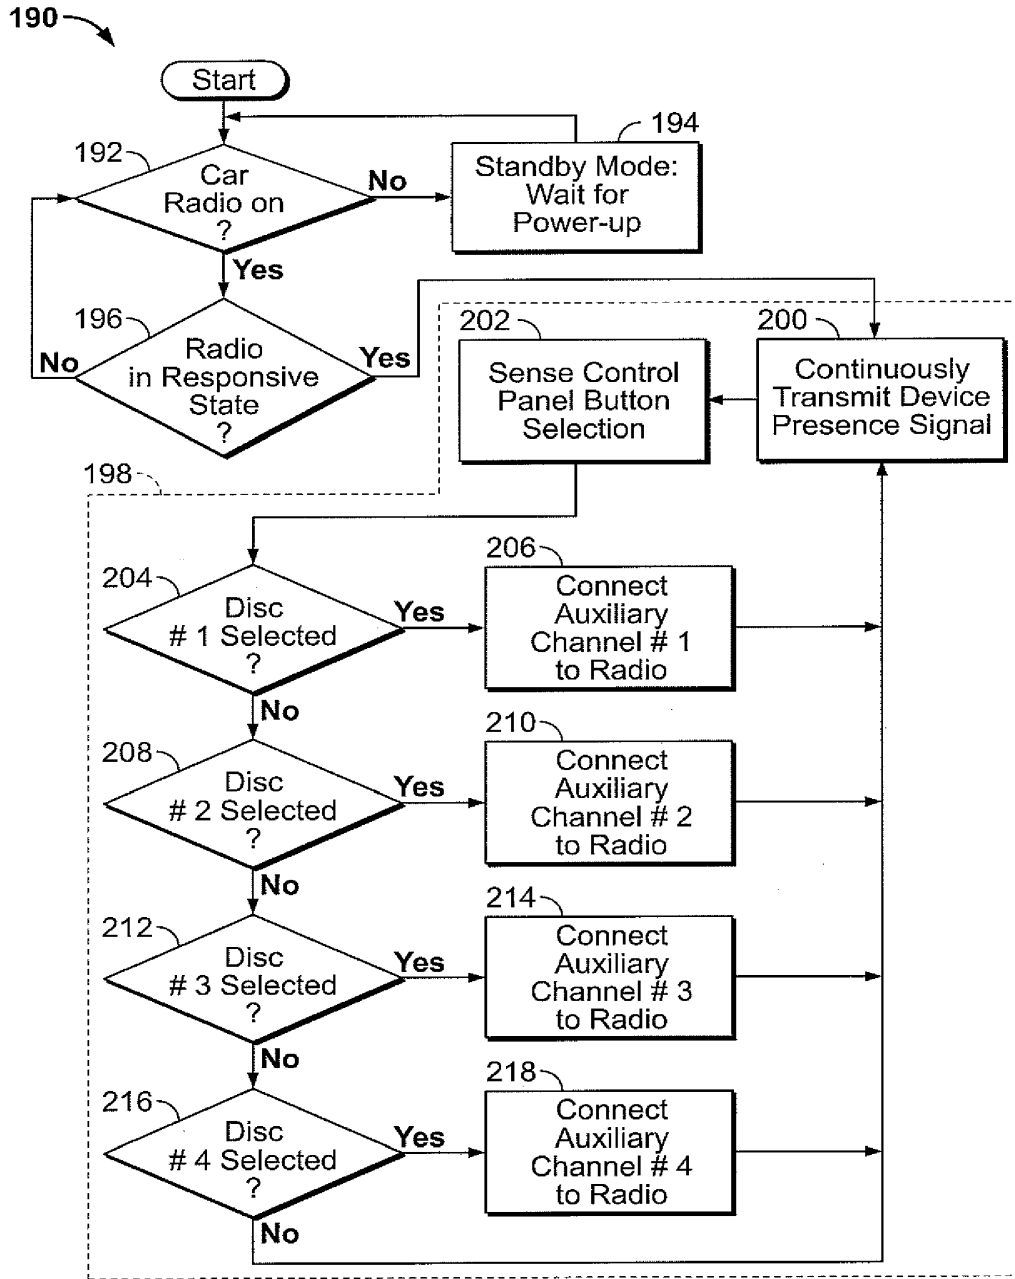 190
Start
192
Car
Radio on
?
No
194
Standby Mode:
Wait for
Power-up
Yes
196
Radio
in Responsive
State
?
No
Yes
202
Sense Control
Panel Button
Selection
200
Continuously
Transmit Device
Presence Signal
198
204
Disc
# 1 Selected
?
Yes
206
Connect
Auxiliary
Channel # 1
to Radio
No
208
Disc
# 2 Selected
?
Yes
210
Connect
Auxiliary
Channel # 2
to Radio
No
212
Disc
# 3 Selected
?
Yes
214
Connect
Auxiliary
Channel # 3
to Radio
No
216
Disc
# 4 Selected
?
Yes
218
Connect
Auxiliary
Channel # 4
to Radio
No